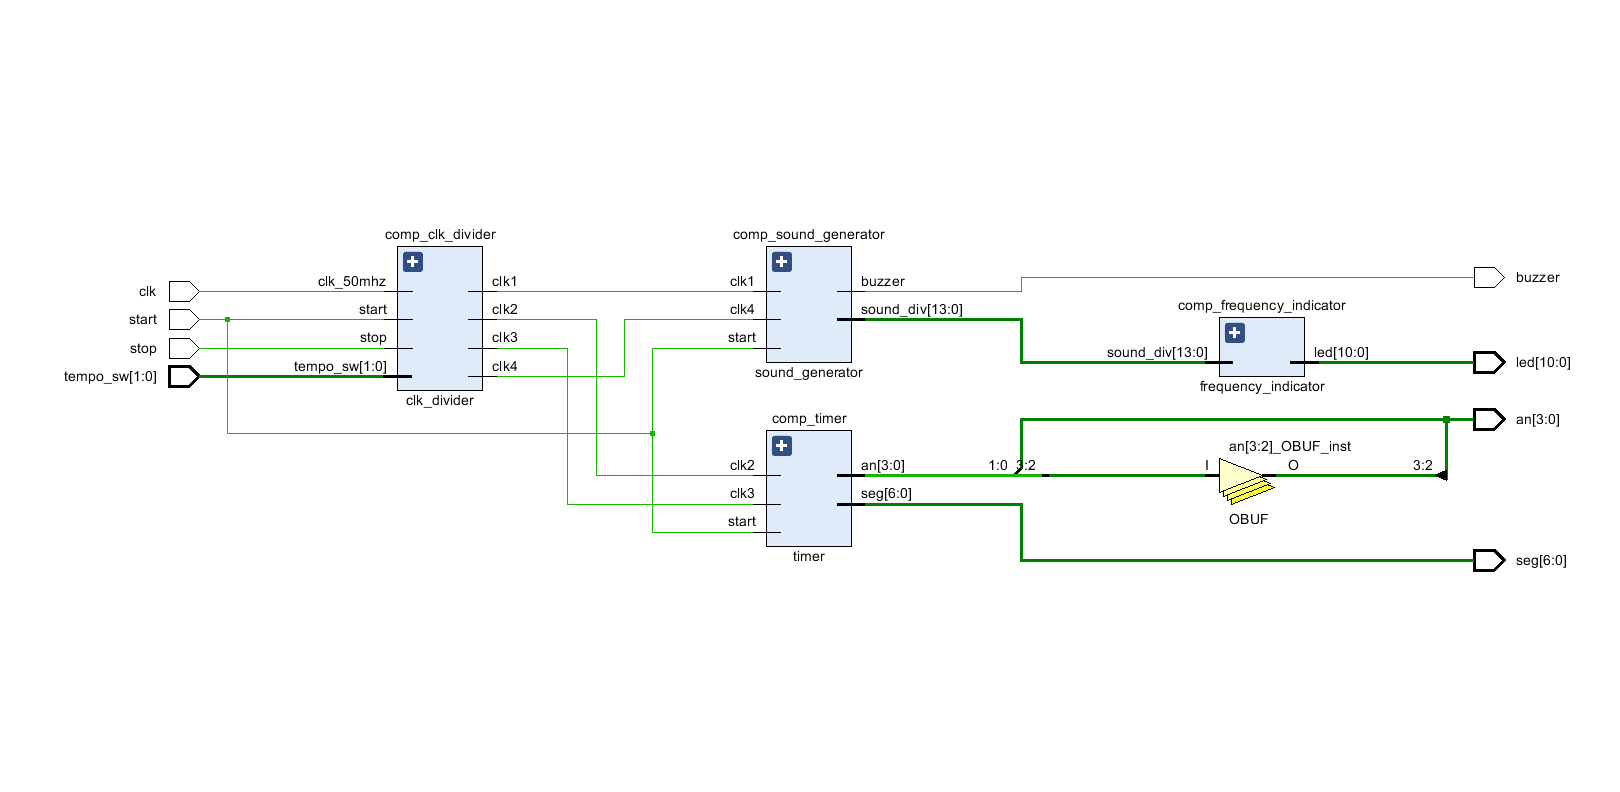 comp_clk_divider
comp_sound_generator
clk
clk_50mhz
clk1
clk1
buzzer
buzzer
start
start
clk2
clk4
sound_div[13:0]
comp_frequency_indicator
stop
stop
clk3
start
sound_div[13:0]
led[10:0]
led[10:0]
tempo_sw[1:0]
tempo_sw[1:0]
clk4
sound_generator
frequency_indicator
clk_divider
comp_timer
an[3:0]
an[3:2]_OBUF_inst
clk2
an[3:0]
1:0
3:2
I
O
3:2
clk3
seg[6:0]
start
OBUF
timer
seg[6:0]